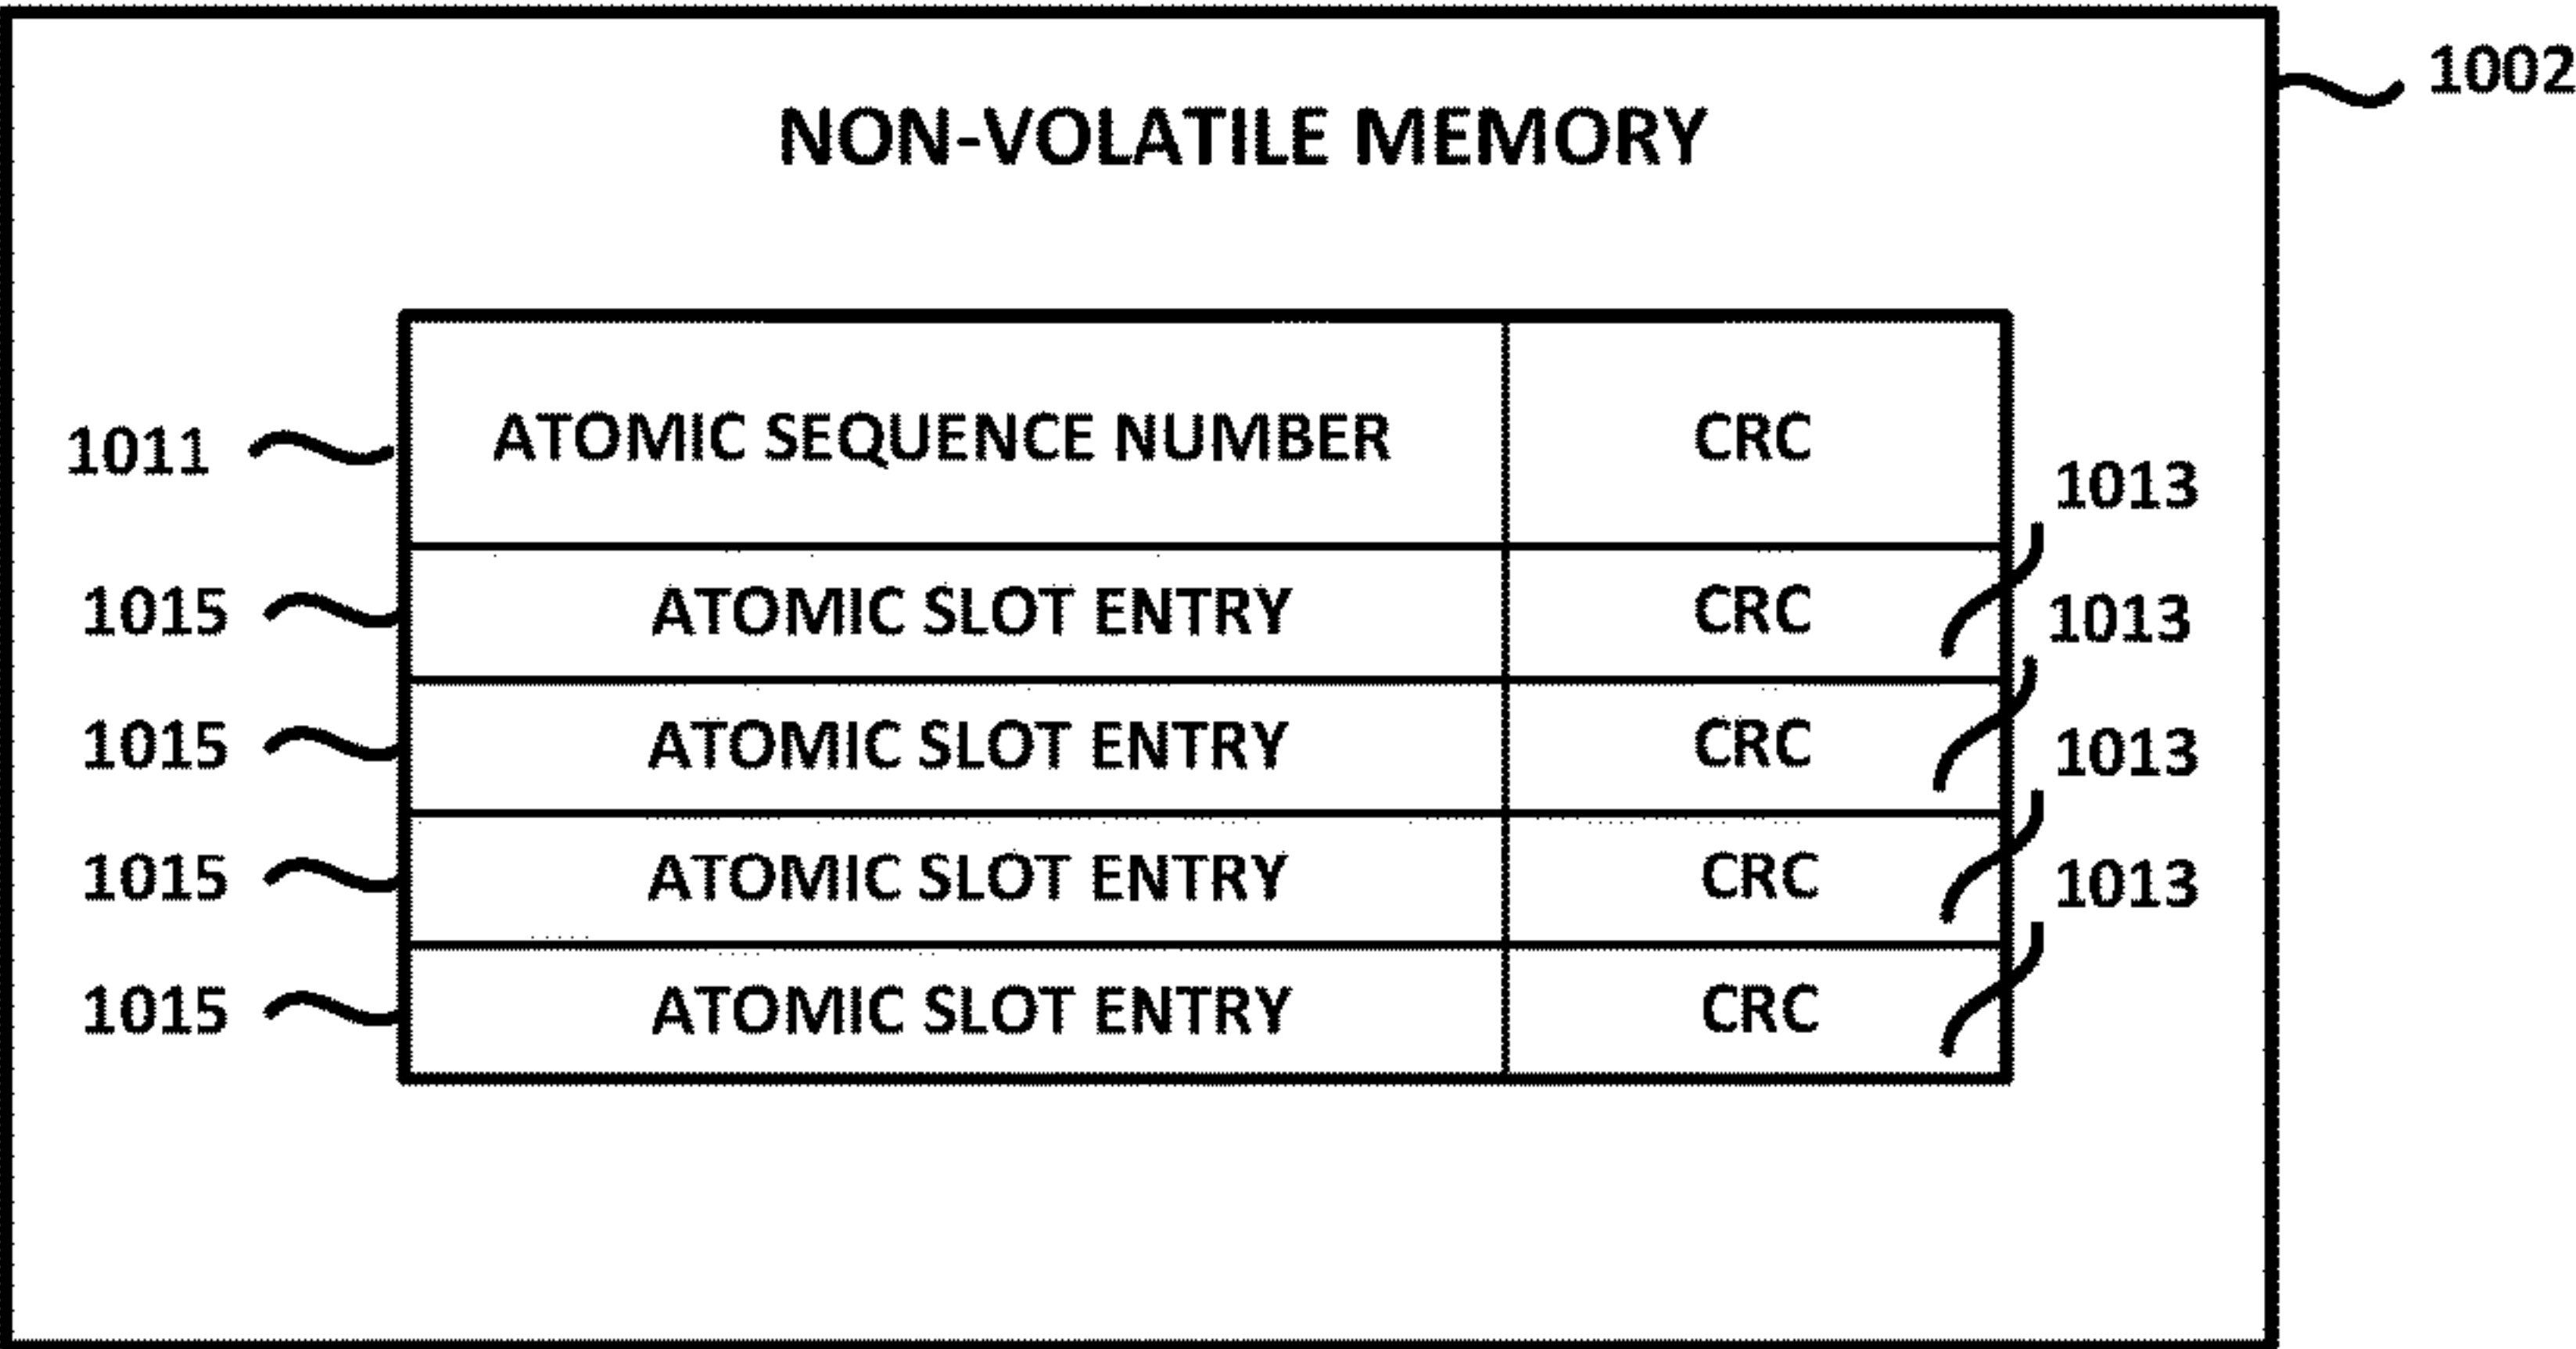 1002
NON-VOLATILE MEMORY
1011 ATOMIC SEQUENCE NUMBER CRC
1013
1015 ATOMIC SLOT ENTRY CRC
1013
1015 ATOMIC SLOT ENTRY CRC
1013
1015 ATOMIC SLOT ENTRY CRC
1013
1015 ATOMIC SLOT ENTRY CRC